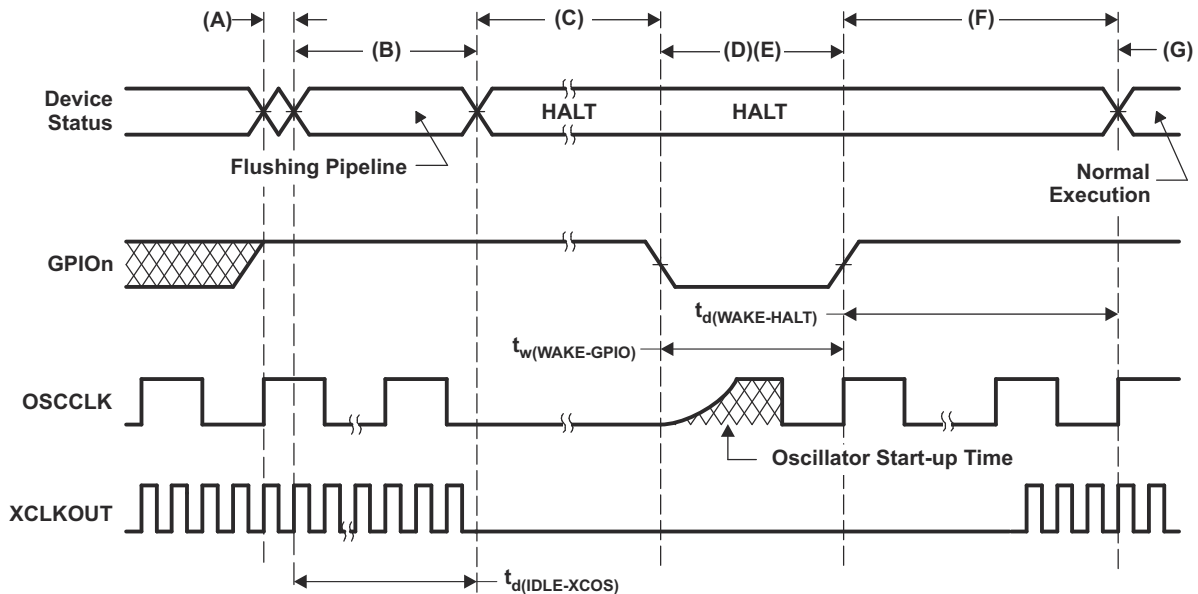 (A)
(B)
(C)
(D)(E)
(F)
(G)
Device
Status
HALT
HALT
Flushing Pipeline
Normal
Execution
GPIOn
td(WAKE-HALT)
tw(WAKE-GPIO)
OSCCLK
Oscillator Start-up Time
XCLKOUT
td(IDLE-XCOS)